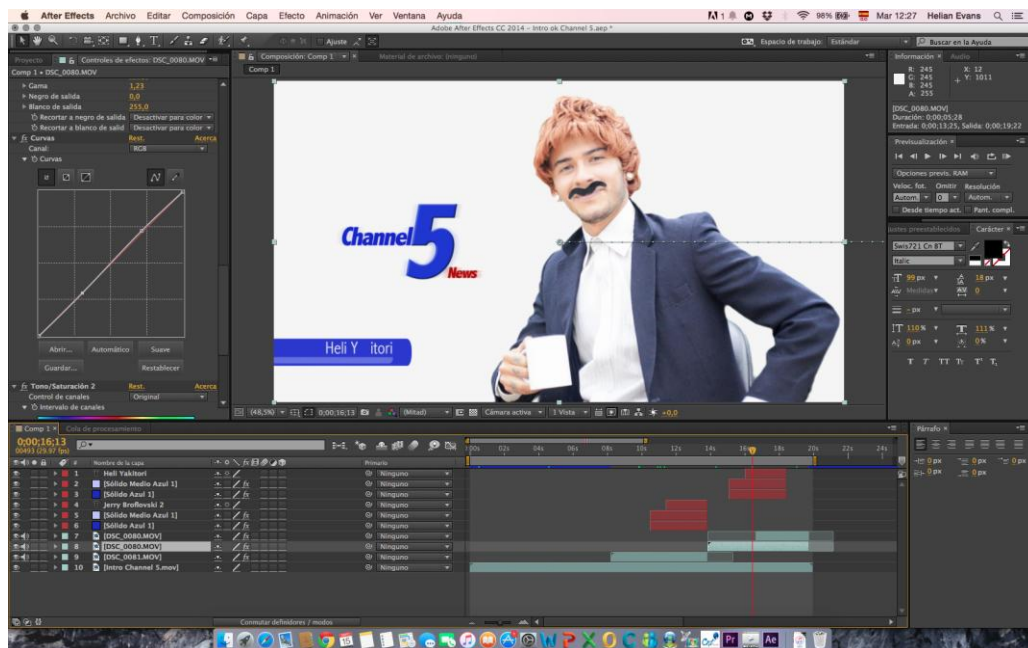 After Effects Archivo Editar Composición Capa Efecto Animación Ver Ventana Ayuda
98% Mar 12:27 Helian Evans
Adobe After Effects CC 2014 - Intro ok Channel 5.aep *
Ajuste
Espacio de trabajo: Estándar
Buscar en la Ayuda
Proyecto Controles de efectos: DSC_0080.MOV
Comp 1 • DSC_0080.MOV
Gama 1,23
Negro de salida 0,0
Blanco de salida 255,0
Recortar a negro de salida Desactivar para color
Recortar a blanco de salid Desactivar para color
fx Curvas Rest. Acerca
Canal: RGB
Curvas
Abrir... Automático Suave
Guardar... Restablecer
fx Tono/Saturación 2 Rest. Acerca
Control de canales Original
Intervalo de canales
Composición: Comp 1 Material de archivo: (ninguno)
Comp 1
Channel 5
News
Heli Y itori
(48,5%) 0;00;16;13 (Mitad) Cámara activa 1 Vista +0,0
Información Audio
R: 245 X: 12
G: 245 Y: 1011
B: 245
A: 255
[DSC_0080.MOV]
Duración: 0;00;05;28
Entrada: 0;00;13;25, Salida: 0;00;19;22
Previsualización
Opciones previs. RAM
Veloc. fot. Omitir Resolución
Autom. 0 Autom.
Desde tiempo act. Pant. compl.
ustes preestablecidos Carácter
Swis721 Cn BT
Italic
99 px 18 px
Medidas 0
- px
110 % 111 %
0 px 0 %
T T TT Tr T' T,
Comp 1 Cola de procesamiento
0;00;16;13
00493 (29.97 fps)
:00s 02s 04s 06s 08s 10s 12s 14s 16s 18s 20s 22s 24s
# Nombre de la capa Primario
1 Heli Yakitori Ninguno
2 [Sólido Medio Azul 1] Ninguno
3 [Sólido Azul 1] Ninguno
4 Jerry Broflovski 2 Ninguno
5 [Sólido Medio Azul 1] Ninguno
6 [Sólido Azul 1] Ninguno
7 [DSC_0080.MOV] Ninguno
8 [DSC_0080.MOV] Ninguno
9 [DSC_0081.MOV] Ninguno
10 [Intro Channel 5.mov] Ninguno
Conmutar definidores / modos
Párrafo
0 px 0 px 0 px
0 px 0 px
W P X O C Pr Ae